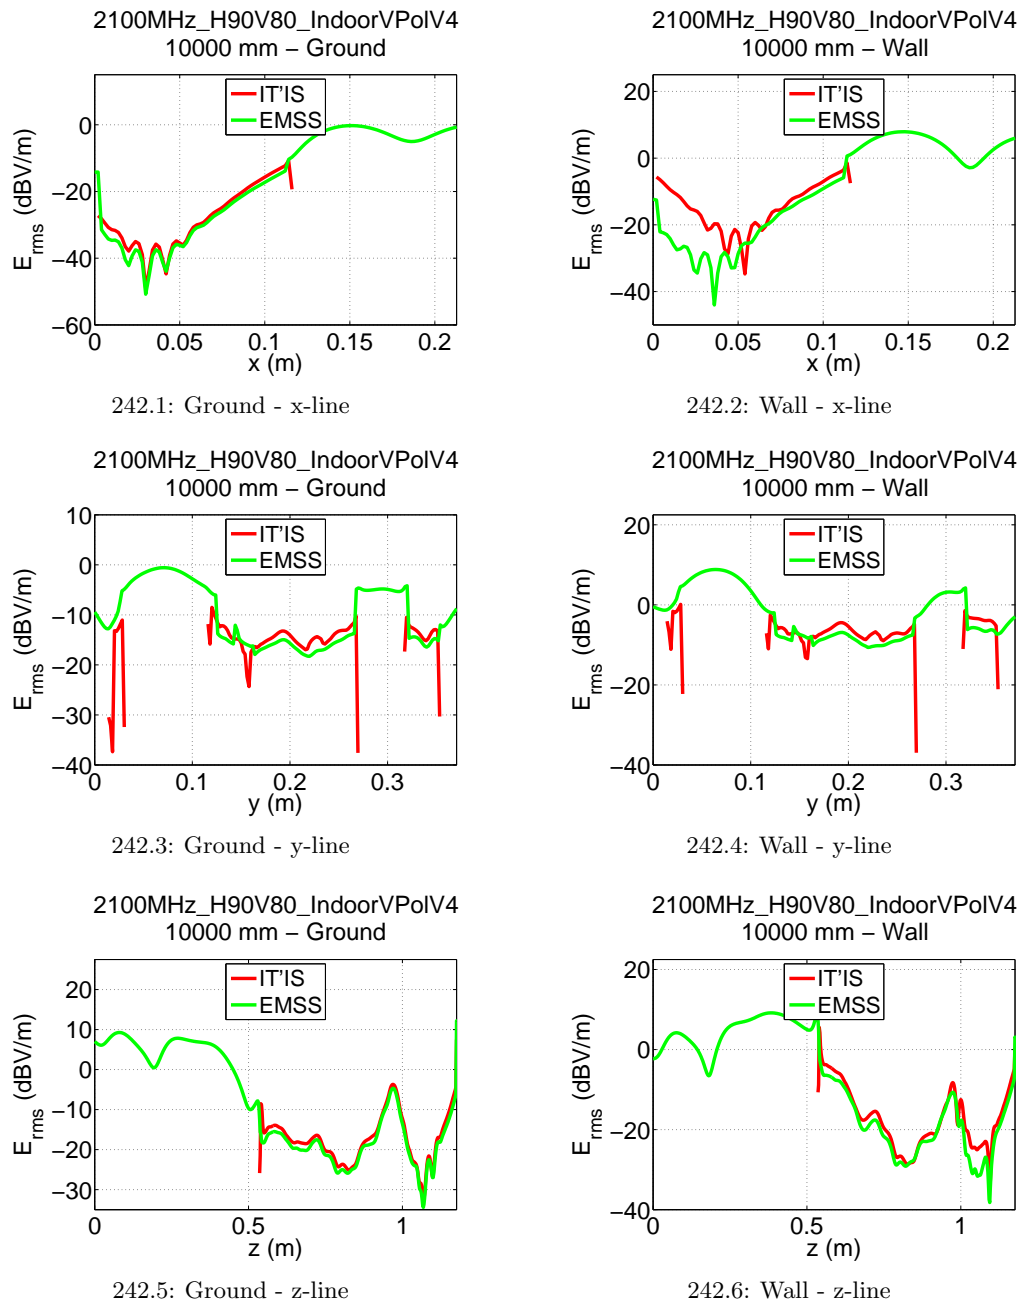 2100MHz_H90V80_IndoorVPolV4
10000 mm − Ground
IT'IS
EMSS
E_rms (dBV/m)
0
−20
−40
−60
0 0.05 0.1 0.15 0.2
x (m)
242.1: Ground - x-line
2100MHz_H90V80_IndoorVPolV4
10000 mm − Wall
IT'IS
EMSS
E_rms (dBV/m)
20
0
−20
−40
0 0.05 0.1 0.15 0.2
x (m)
242.2: Wall - x-line
2100MHz_H90V80_IndoorVPolV4
10000 mm − Ground
IT'IS
EMSS
E_rms (dBV/m)
10
0
−10
−20
−30
−40
0 0.1 0.2 0.3
y (m)
242.3: Ground - y-line
2100MHz_H90V80_IndoorVPolV4
10000 mm − Wall
IT'IS
EMSS
E_rms (dBV/m)
20
0
−20
−40
0 0.1 0.2 0.3
y (m)
242.4: Wall - y-line
2100MHz_H90V80_IndoorVPolV4
10000 mm − Ground
IT'IS
EMSS
E_rms (dBV/m)
20
10
0
−10
−20
−30
0 0.5 1
z (m)
242.5: Ground - z-line
2100MHz_H90V80_IndoorVPolV4
10000 mm − Wall
IT'IS
EMSS
E_rms (dBV/m)
20
0
−20
−40
0 0.5 1
z (m)
242.6: Wall - z-line